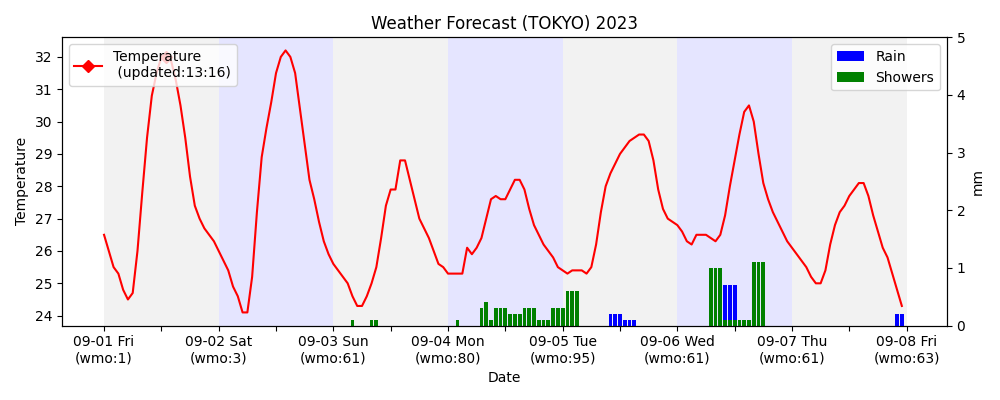 Weather Forecast (TOKYO) 2023
Temperature
(updated:13:16)
Rain
Showers
32
31
30
29
28
27
26
25
24
Temperature
5
4
3
2
1
0
mm
09-01 Fri
(wmo:1)
09-02 Sat
(wmo:3)
09-03 Sun
(wmo:61)
09-04 Mon
(wmo:80)
09-05 Tue
(wmo:95)
09-06 Wed
(wmo:61)
09-07 Thu
(wmo:61)
09-08 Fri
(wmo:63)
Date